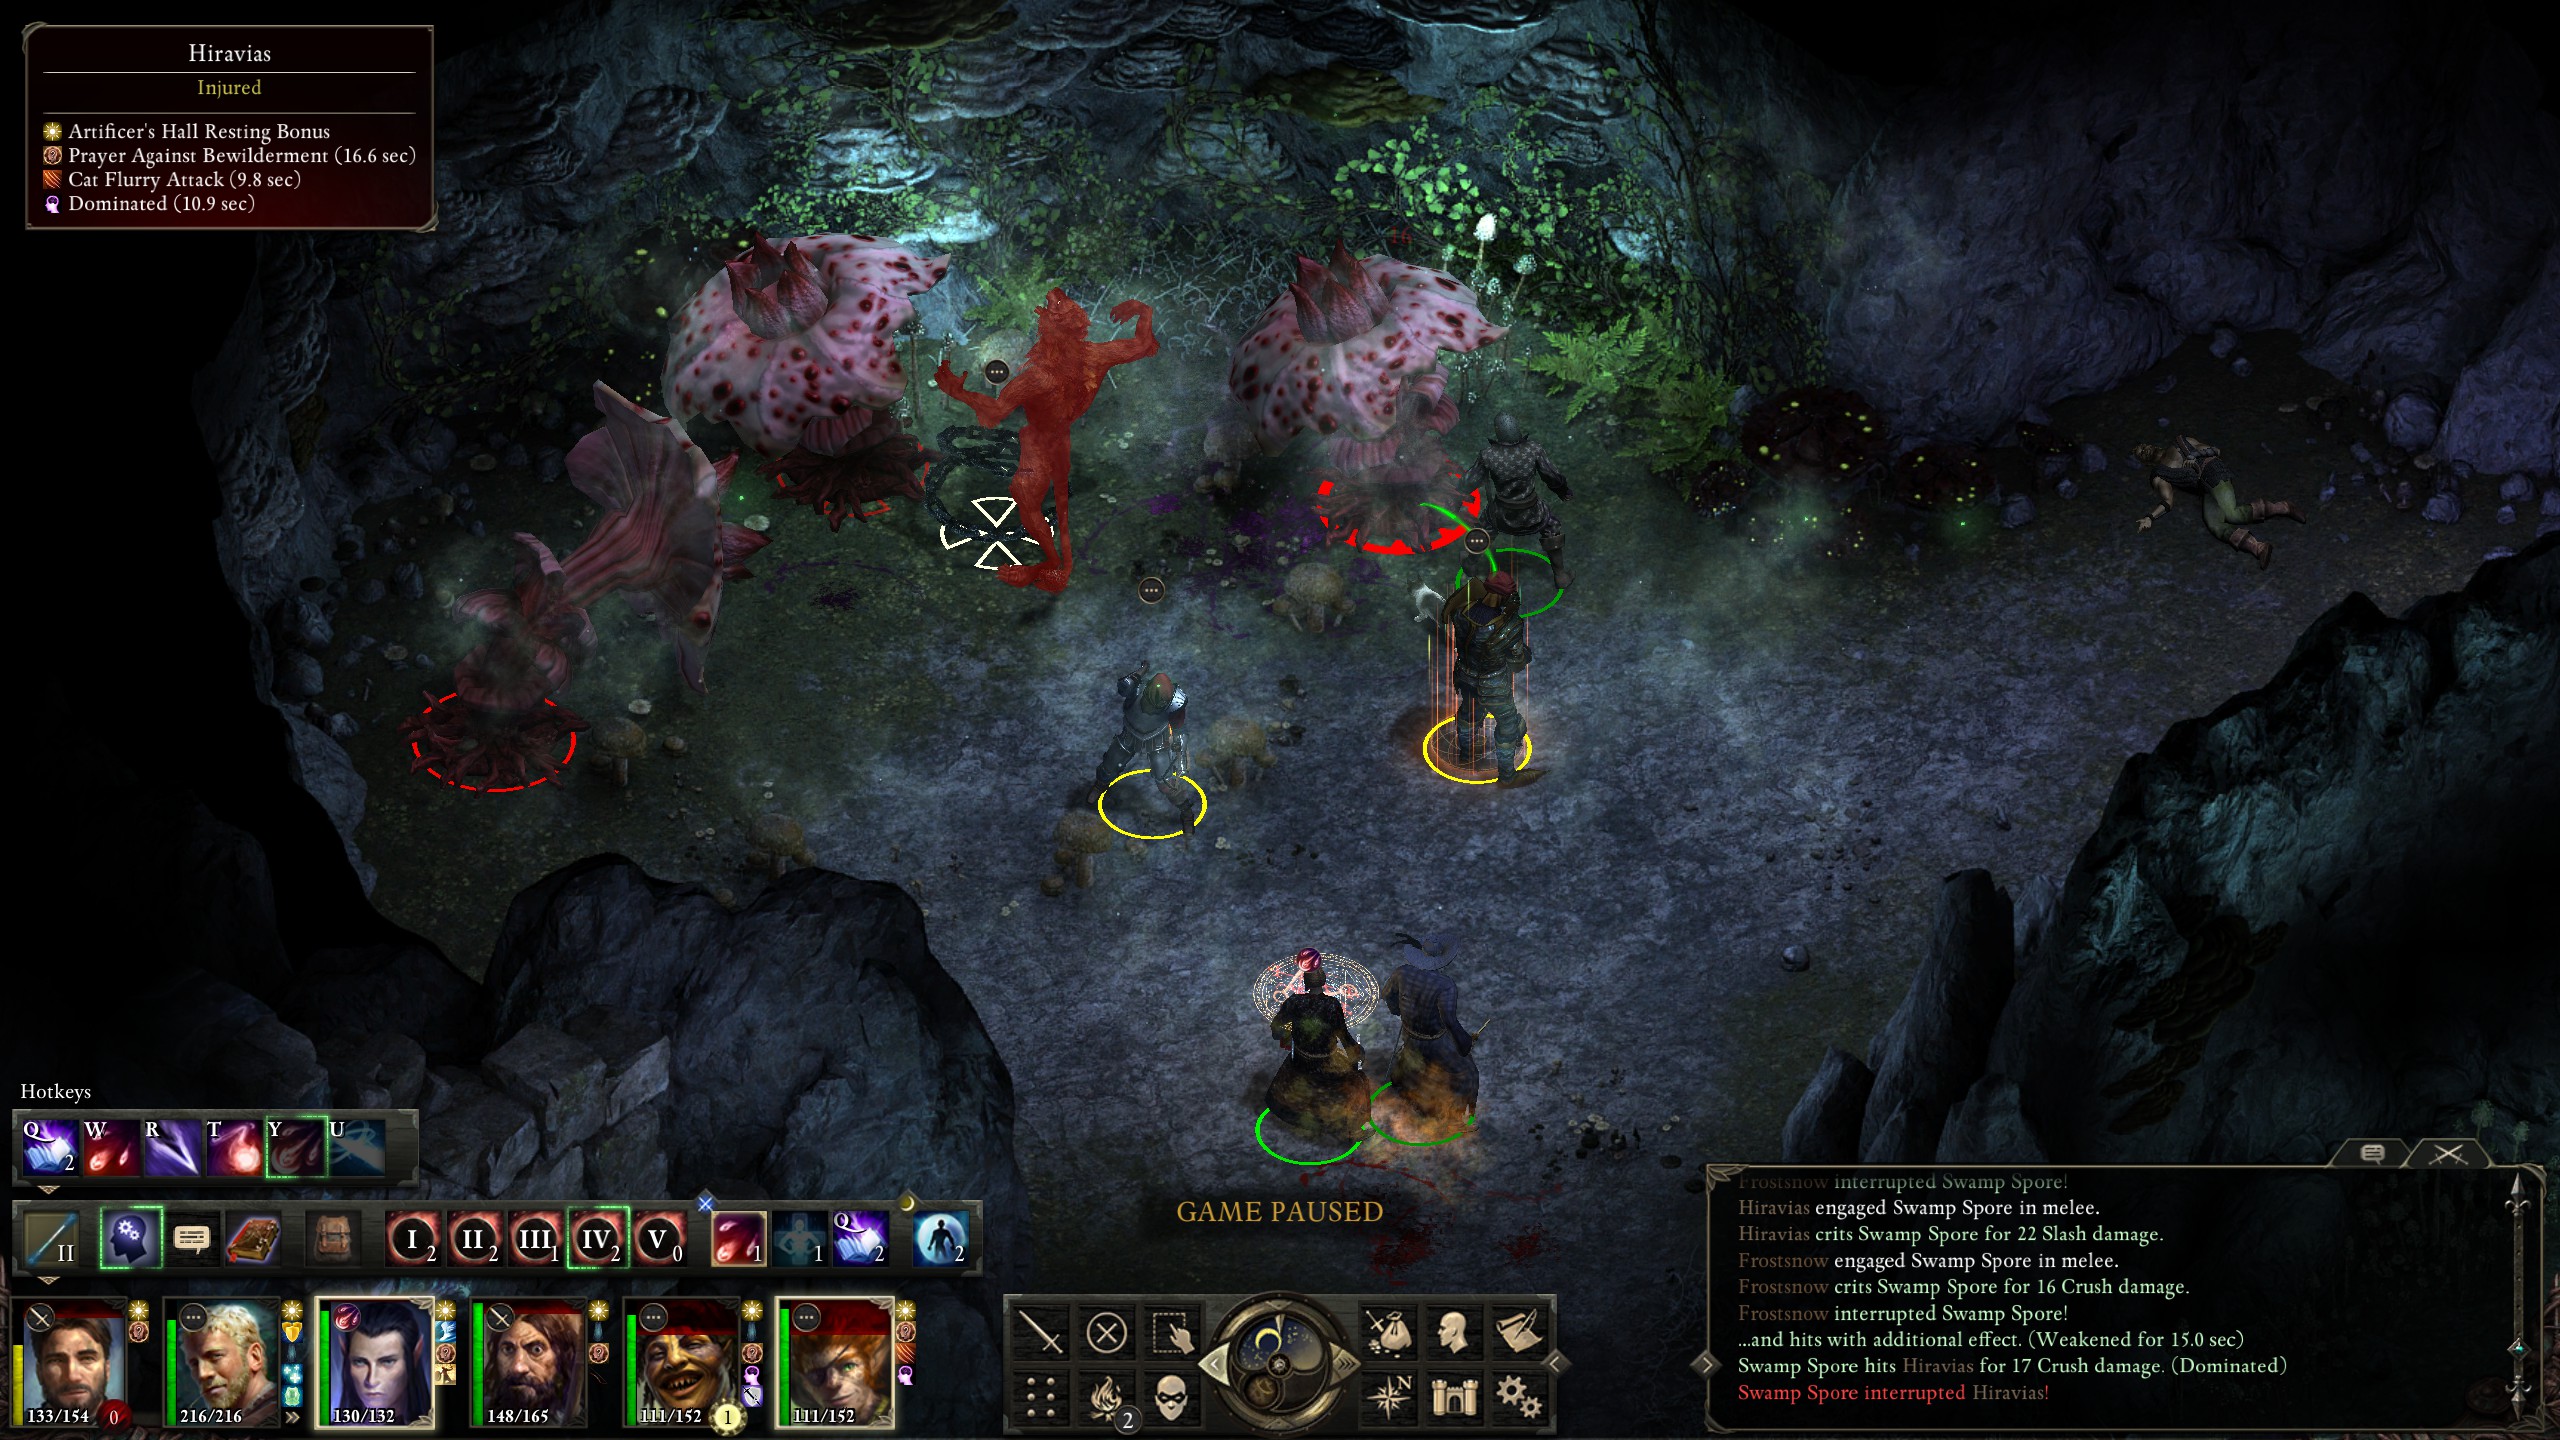 Hiravias
Injured
Artificer's Hall Resting Bonus
Prayer Against Bewilderment (16.6 sec)
Cat Flurry Attack (9.8 sec)
Dominated (10.9 sec)
16
Hotkeys
Q W R T Y U
2
II I II III IV V Q
2 2 1 2 0 1 1 2 2
GAME PAUSED
Frostsnow interrupted Swamp Spore!
Hiravias engaged Swamp Spore in melee.
Hiravias crits Swamp Spore for 22 Slash damage.
Frostsnow engaged Swamp Spore in melee.
Frostsnow crits Swamp Spore for 16 Crush damage.
Frostsnow interrupted Swamp Spore!
...and hits with additional effect. (Weakened for 15.0 sec)
Swamp Spore hits Hiravias for 17 Crush damage. (Dominated)
Swamp Spore interrupted Hiravias!
133/154 0 216/216 130/132 148/165 111/152 1 111/152
N
2